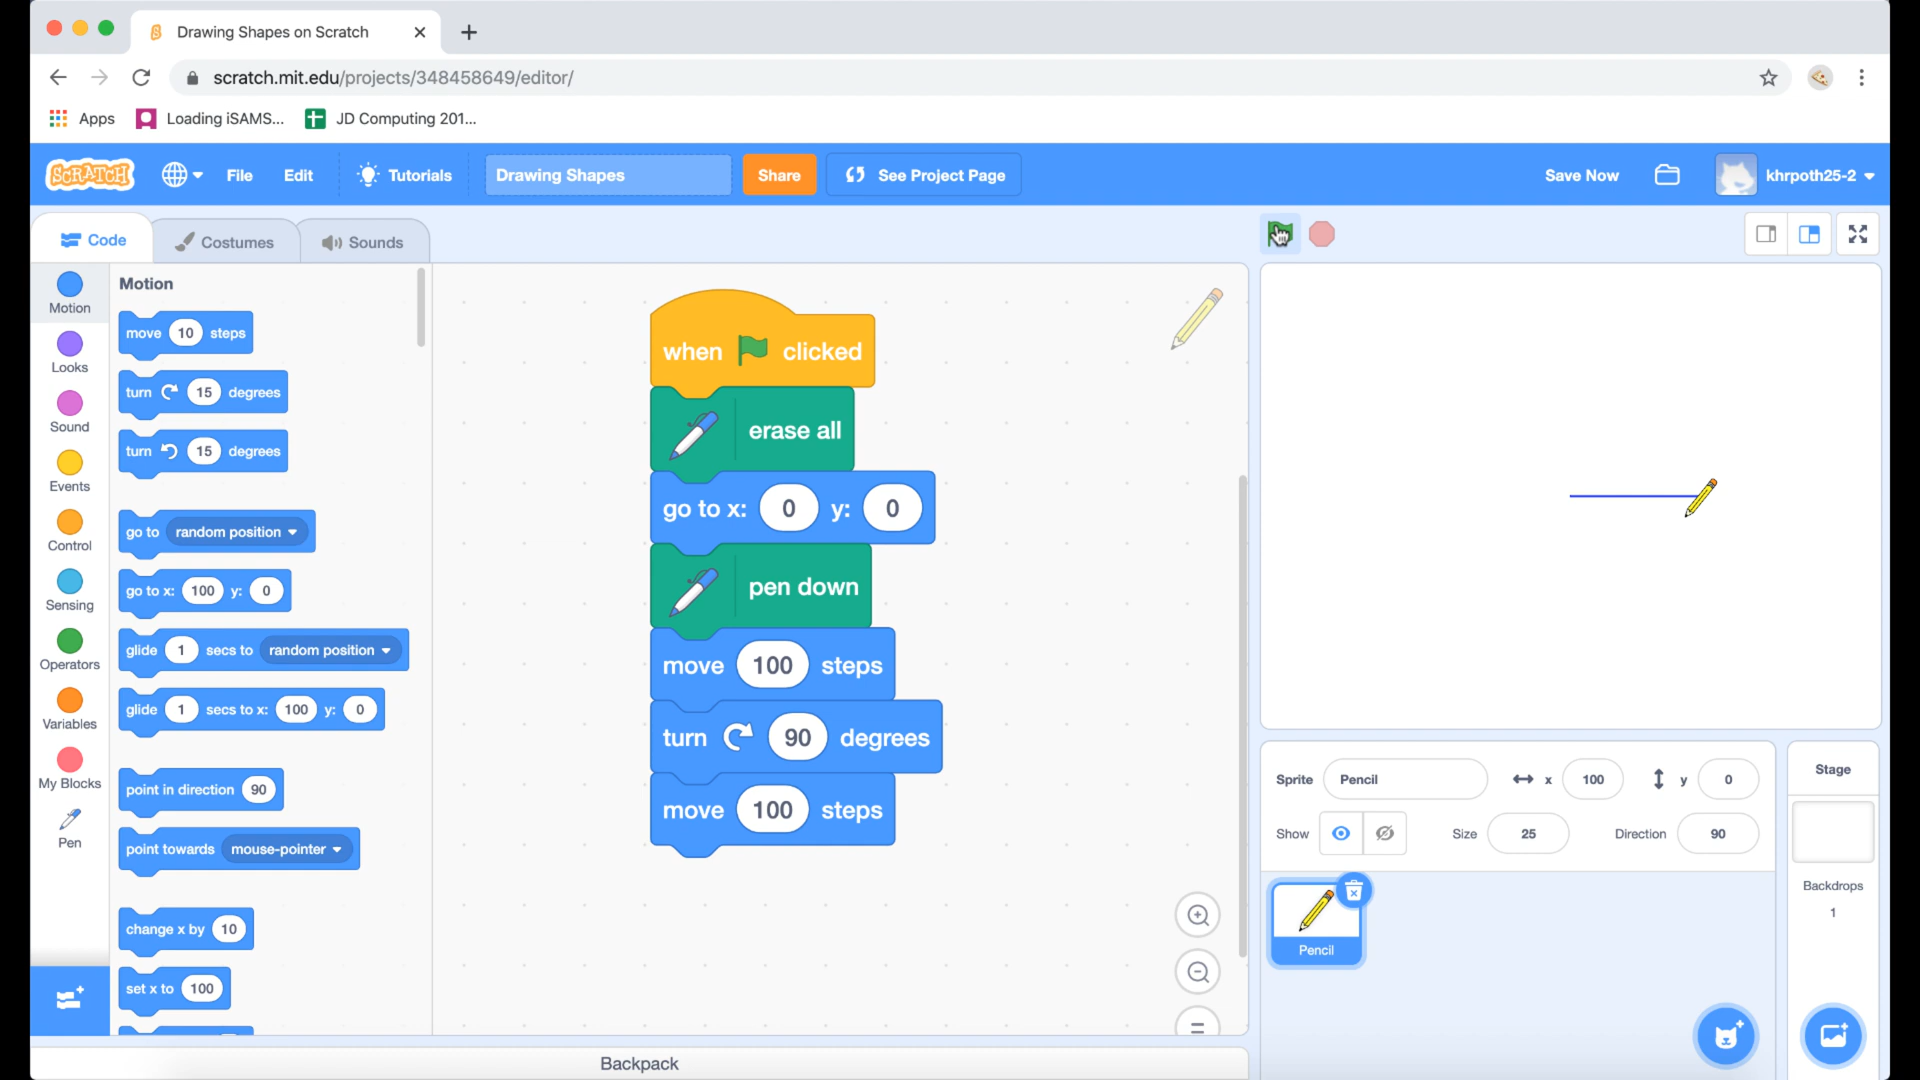 Drawing Shapes on Scratch
scratch.mit.edu/projects/348458649/editor/
Apps
Loading iSAMS...
JD Computing 201...
SCRATCH
File
Edit
Tutorials
Drawing Shapes
Share
See Project Page
Save Now
khrpoth25-2
Code
Costumes
Sounds
Motion
Looks
Sound
Events
Control
Sensing
Operators
Variables
My Blocks
Pen
Motion
move 10 steps
turn 15 degrees
turn 15 degrees
go to random position
go to x: 100 y: 0
glide 1 secs to random position
glide 1 secs to x: 100 y: 0
point in direction 90
point towards mouse-pointer
change x by 10
set x to 100
when clicked
erase all
go to x: 0 y: 0
pen down
move 100 steps
turn 90 degrees
move 100 steps
Backpack
Sprite Pencil x 100 y 0
Show Size 25 Direction 90
Pencil
Stage
Backdrops
1